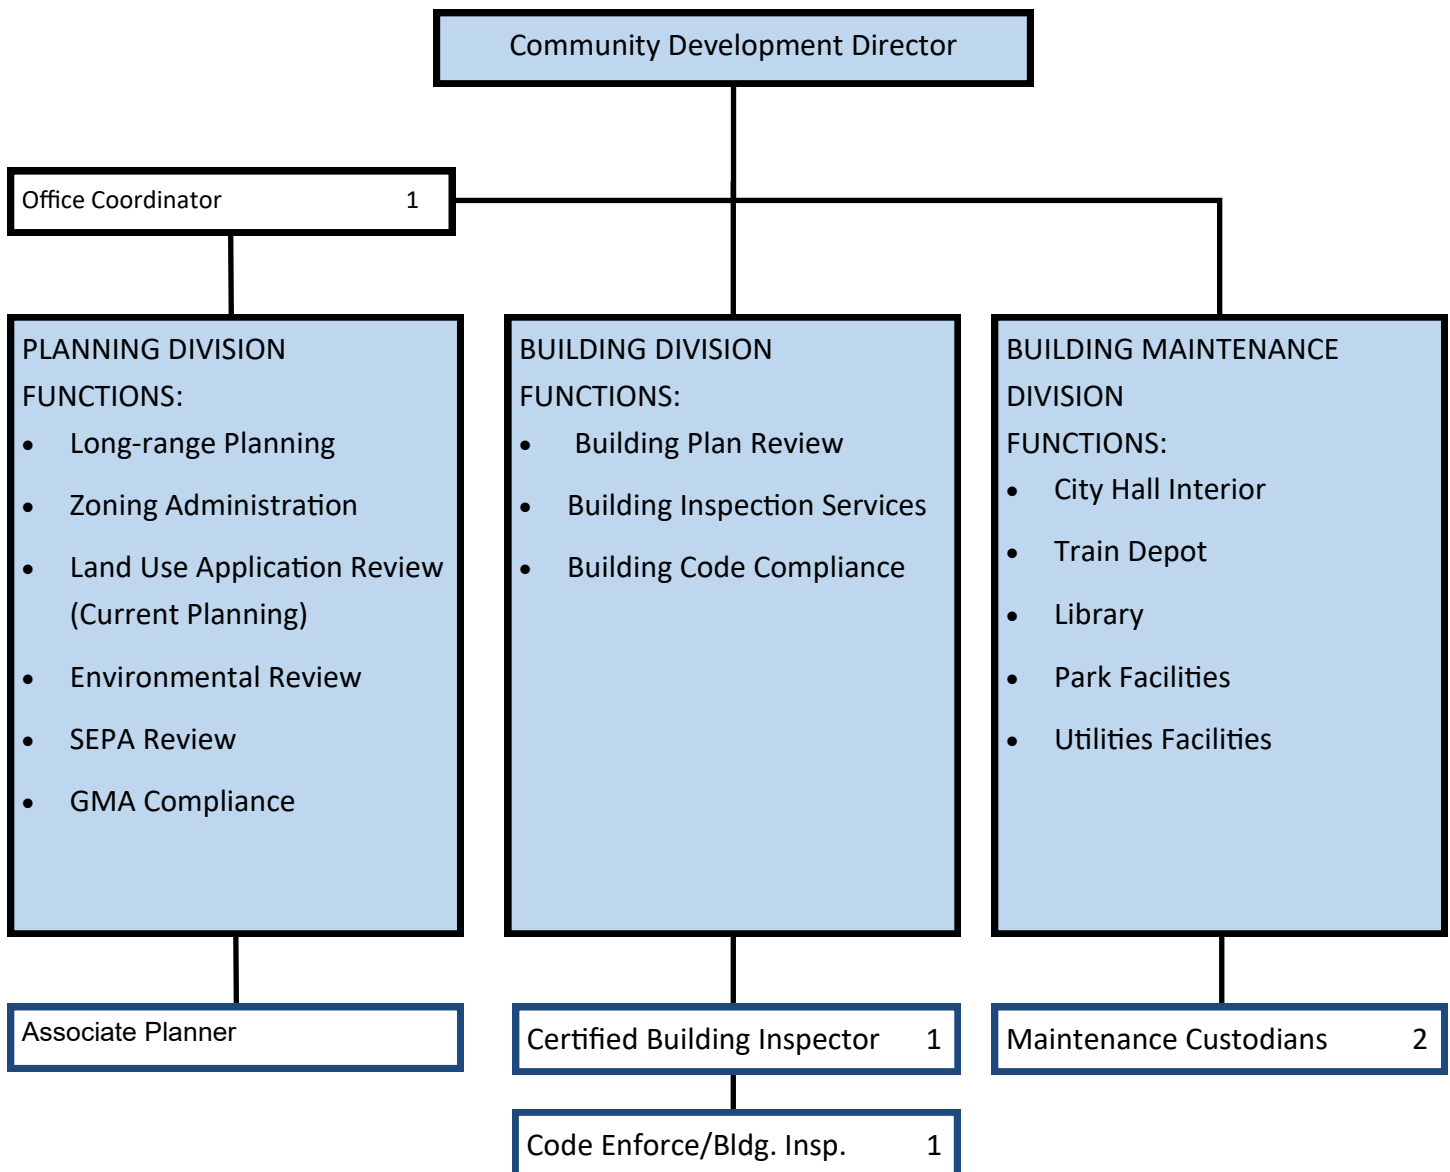 Community Development Director
Office Coordinator 1
PLANNING DIVISION
FUNCTIONS:
• Long-range Planning
• Zoning Administration
• Land Use Application Review
(Current Planning)
• Environmental Review
• SEPA Review
• GMA Compliance
BUILDING DIVISION
FUNCTIONS:
• Building Plan Review
• Building Inspection Services
• Building Code Compliance
BUILDING MAINTENANCE
DIVISION
FUNCTIONS:
• City Hall Interior
• Train Depot
• Library
• Park Facilities
• Utilities Facilities
Associate Planner
Certified Building Inspector 1
Maintenance Custodians 2
Code Enforce/Bldg. Insp. 1